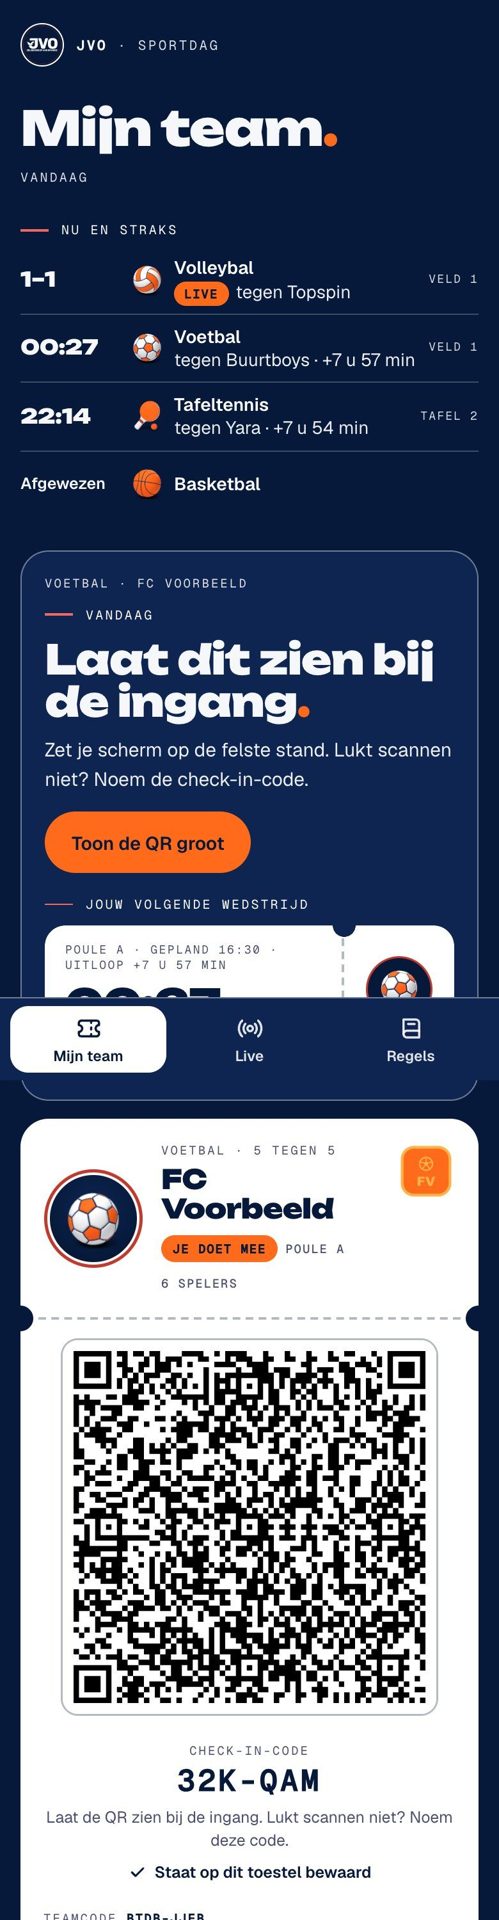 JVO
JVO · SPORTDAG
Mijn team.
VANDAAG
NU EN STRAKS
1–1
Volleybal
LIVE tegen Topspin
VELD 1
00:27
Voetbal
tegen Buurtboys · +7 u 57 min
VELD 1
22:14
Tafeltennis
tegen Yara · +7 u 54 min
TAFEL 2
Afgewezen
Basketbal
VOETBAL · FC VOORBEELD
VANDAAG
Laat dit zien bij
de ingang.
Zet je scherm op de felste stand. Lukt scannen
niet? Noem de check-in-code.
Toon de QR groot
JOUW VOLGENDE WEDSTRIJD
POULE A · GEPLAND 16:30 ·
UITLOOP +7 U 57 MIN
00:27
Mijn team
Live
Regels
VOETBAL · 5 TEGEN 5
FC
Voorbeeld
JE DOET MEE POULE A
6 SPELERS
FV
CHECK-IN-CODE
32K-QAM
Laat de QR zien bij de ingang. Lukt scannen niet? Noem
deze code.
Staat op dit toestel bewaard
TEAMCODE BTDB-JJEB